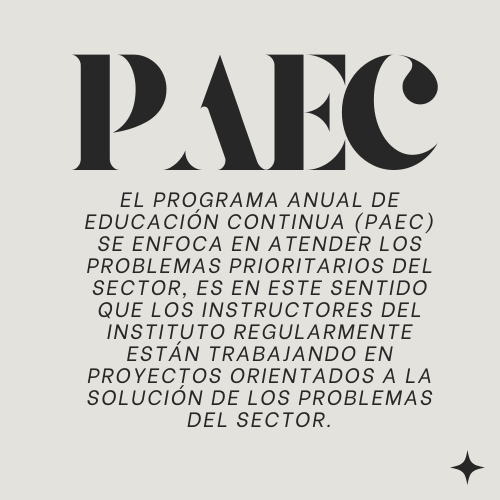 PAEC
EL PROGRAMA ANUAL DE
EDUCACIÓN CONTINUA (PAEC)
SE ENFOCA EN ATENDER LOS
PROBLEMAS PRIORITARIOS DEL
SECTOR, ES EN ESTE SENTIDO
QUE LOS INSTRUCTORES DEL
INSTITUTO REGULARMENTE
ESTÁN TRABAJANDO EN
PROYECTOS ORIENTADOS A LA
SOLUCIÓN DE LOS PROBLEMAS
DEL SECTOR.